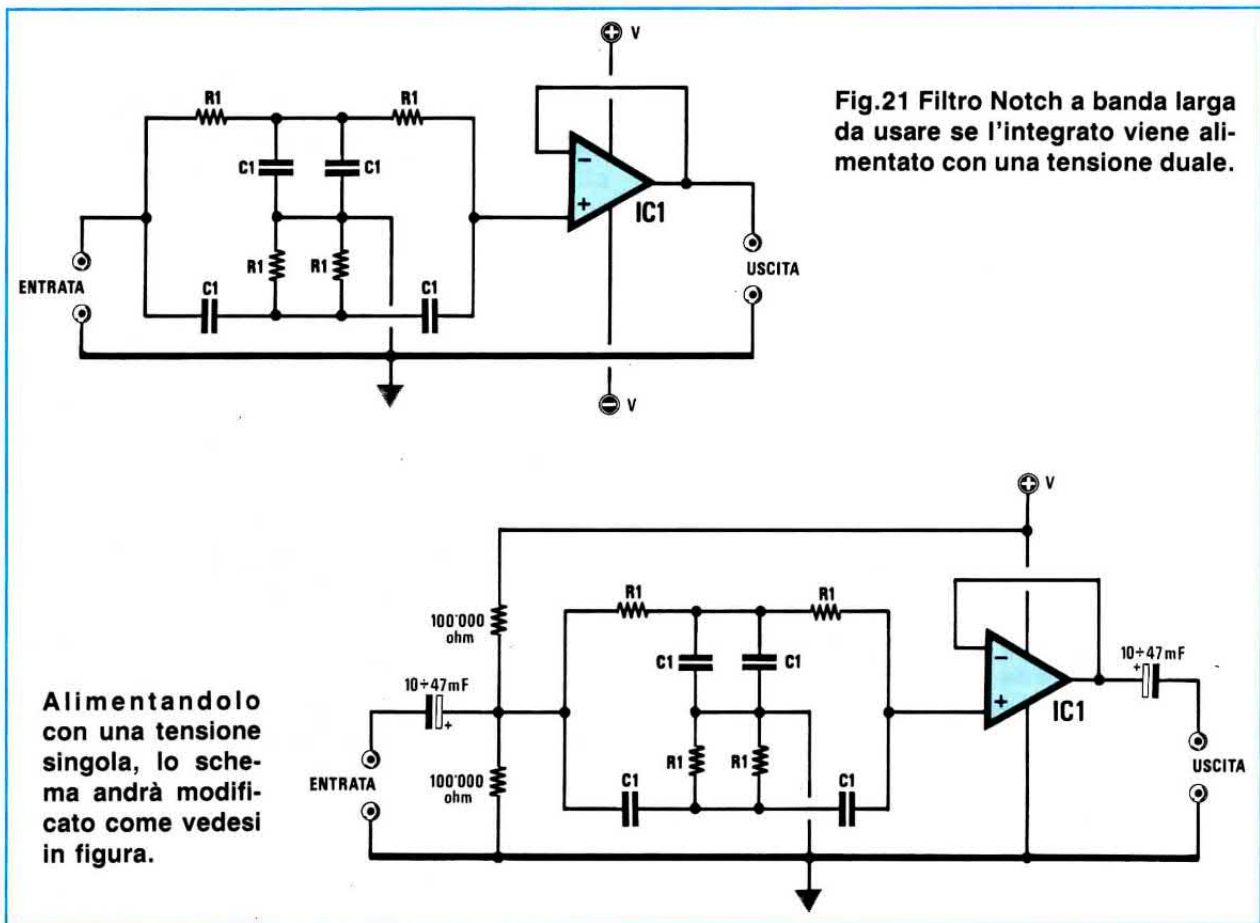 V
Fig.21 Filtro Notch a banda larga
da usare se l'integrato viene ali-
mentato con una tensione duale.
R1
R1
C1
C1
IC1
R1
R1
ENTRATA
C1
C1
USCITA
V
V
R1
R1
100'000
ohm
C1
C1
10÷47mF
10÷47mF
+
+
IC1
Alimentandolo
con una tensione
singola, lo sche-
ma andrà modifi-
cato come vedesi
in figura.
ENTRATA
100'000
ohm
R1
R1
C1
C1
USCITA